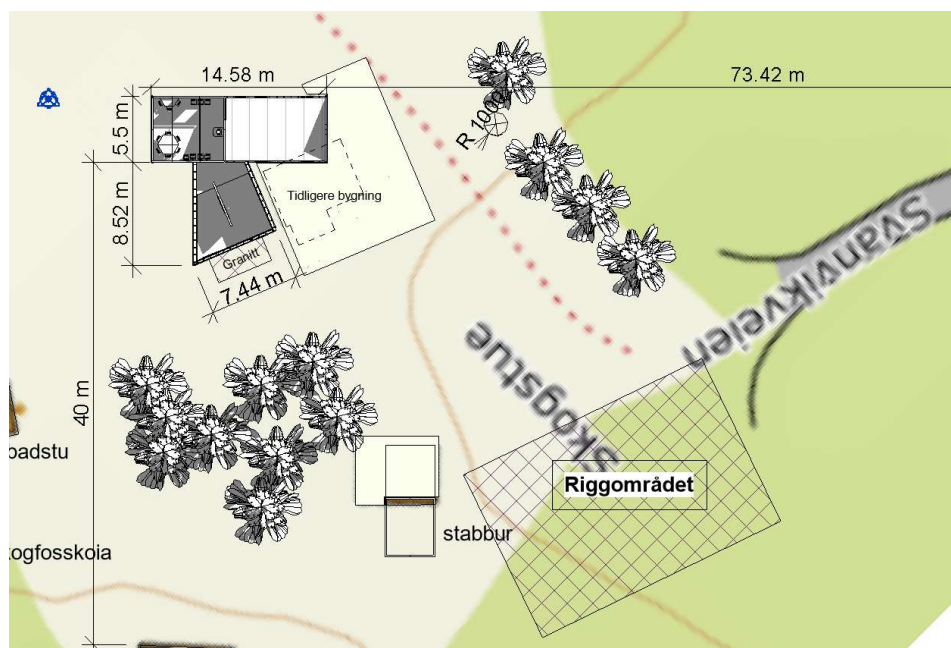 14.58 m
73.42 m
5.5 m
R 1000
8.52 m
Tidligere bygning
Granitt
7.44 m
Svanvikveien
skogstue
40 m
badstu
Riggområdet
stabbur
ogfosskoia